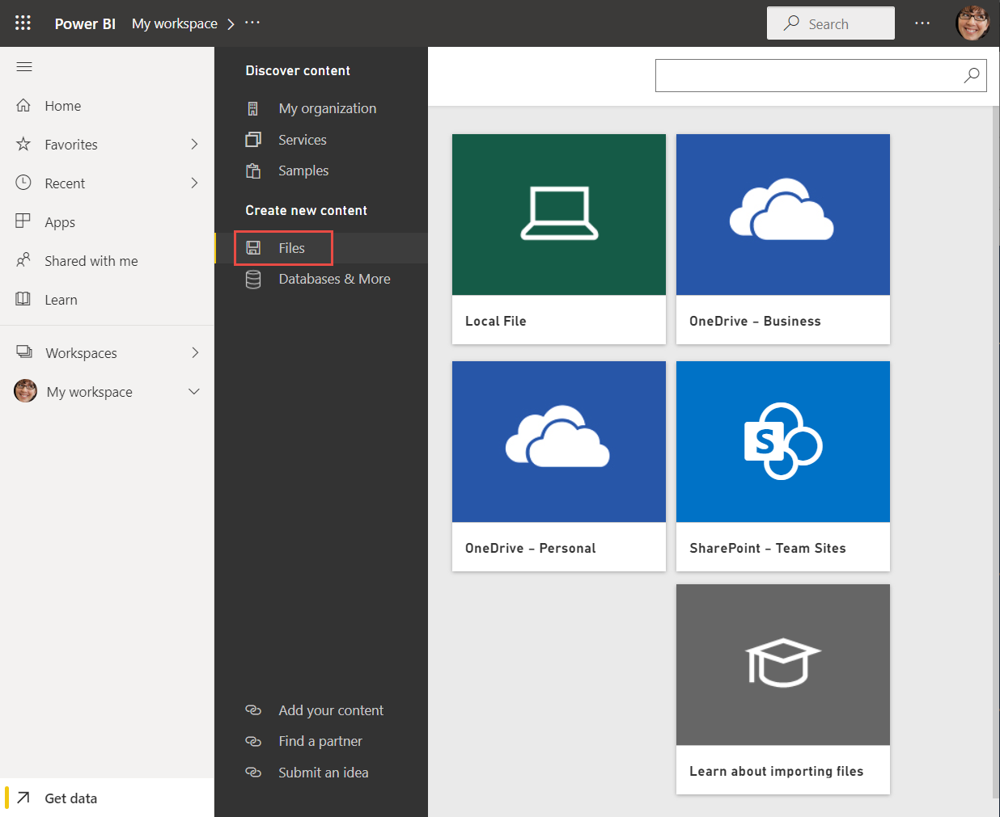 Power BI My workspace
Search
Home
Favorites
Recent
Apps
Shared with me
Learn
Workspaces
My workspace
Get data
Discover content
My organization
Services
Samples
Create new content
Files
Databases & More
Add your content
Find a partner
Submit an idea
Local File
OneDrive – Business
OneDrive – Personal
S
SharePoint – Team Sites
Learn about importing files